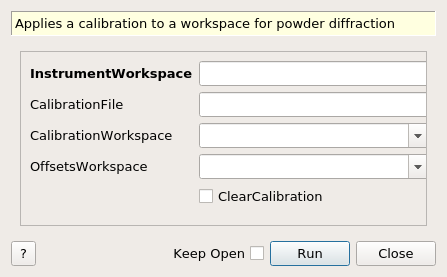 Applies a calibration to a workspace for powder diffraction
InstrumentWorkspace
CalibrationFile
CalibrationWorkspace
OffsetsWorkspace
ClearCalibration
? Keep Open Run Close